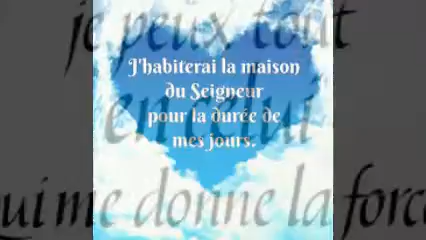 je peux tout
J'habiterai la maison
du Seigneur
en celui
pour la durée de
mes jours.
qui me donne la force